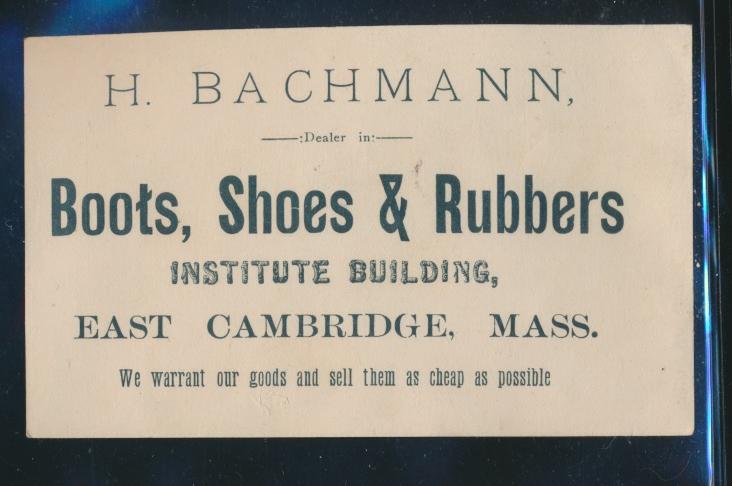 H. BACHMANN,
—:Dealer in:—
Boots, Shoes & Rubbers
INSTITUTE BUILDING,
EAST CAMBRIDGE, MASS.
We warrant our goods and sell them as cheap as possible